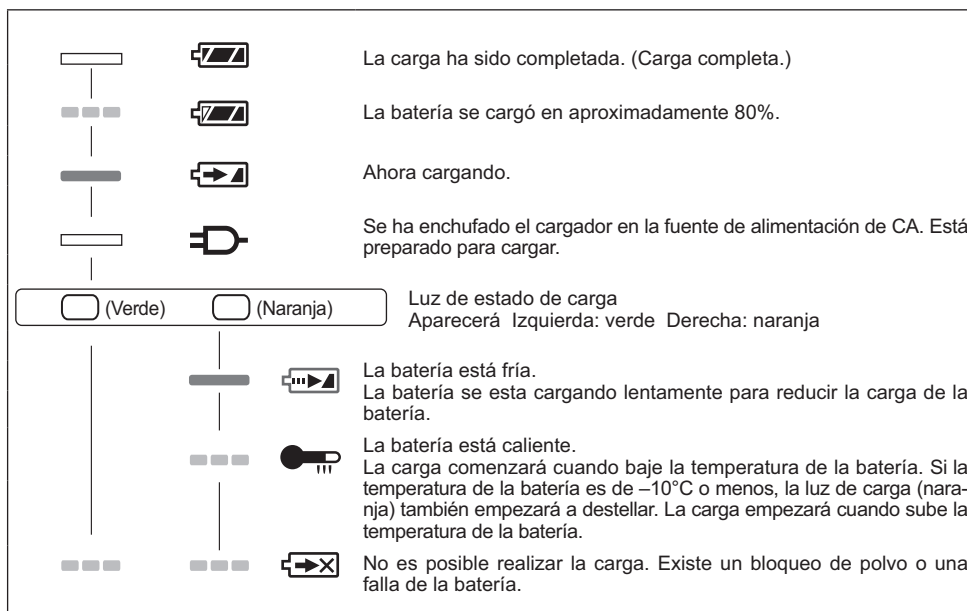 La carga ha sido completada. (Carga completa.)
La batería se cargó en aproximadamente 80%.
Ahora cargando.
Se ha enchufado el cargador en la fuente de alimentación de CA. Está
preparado para cargar.
(Verde) (Naranja)
Luz de estado de carga
Aparecerá Izquierda: verde Derecha: naranja
La batería está fría.
La batería se esta cargando lentamente para reducir la carga de la
batería.
La batería está caliente.
La carga comenzará cuando baje la temperatura de la batería. Si la
temperatura de la batería es de –10°C o menos, la luz de carga (nara-
nja) también empezará a destellar. La carga empezará cuando sube la
temperatura de la batería.
No es posible realizar la carga. Existe un bloqueo de polvo o una
falla de la batería.